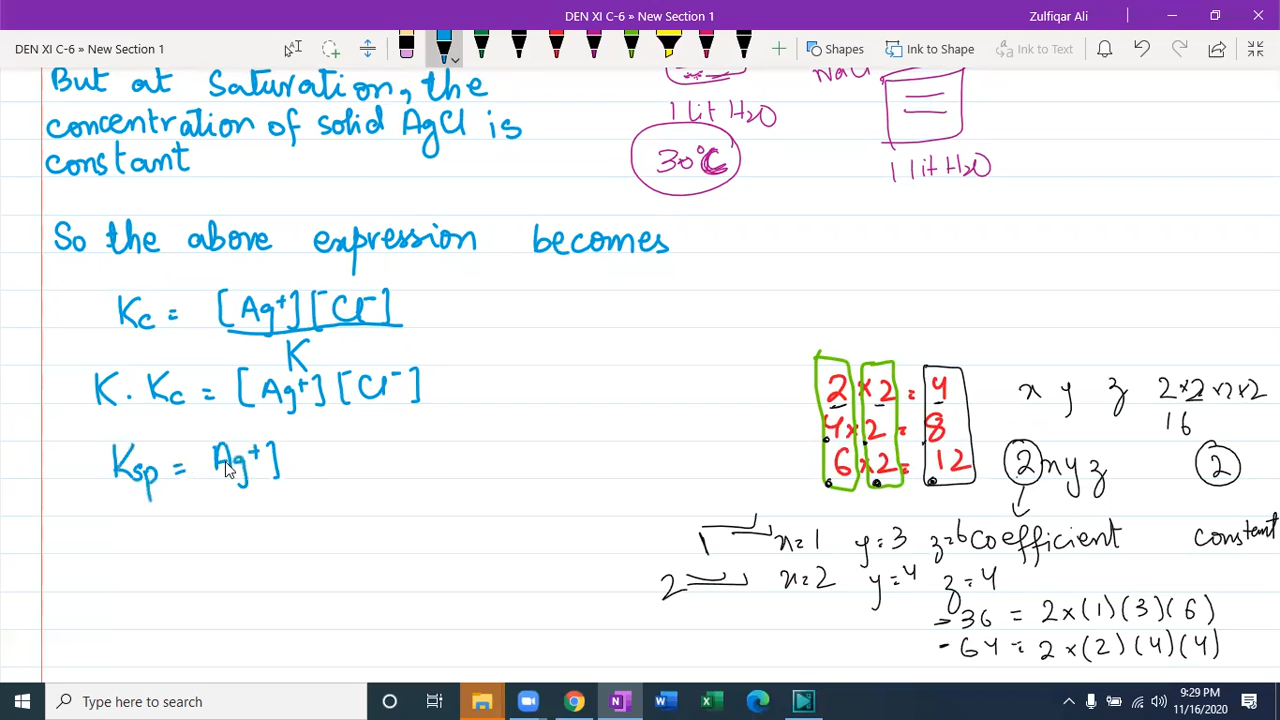 DEN XI C-6 » New Section 1
Zulfiqar Ali
DEN XI C-6 » New Section 1
Shapes
Ink to Shape
Ink to Text
But at Saturation, the
concentration of solid AgCl is
constant
1 lit H2O
30°C
NaCl
1 lit H2O
So the above expression becomes
Kc = [Ag+][Cl-]
K
K . Kc = [Ag+][Cl-]
Ksp = Ag+]
2 × 2 = 4
4 × 2 = 8
6 × 2 = 12
x y z 2×2×2×2
16
2xyz
2
x=1 y=3 z=6 coefficient
constant
2
x=2 y=4 z=4
- 36 = 2×(1)(3)(6)
- 64 = 2×(2)(4)(4)
Type here to search
9:29 PM
11/16/2020